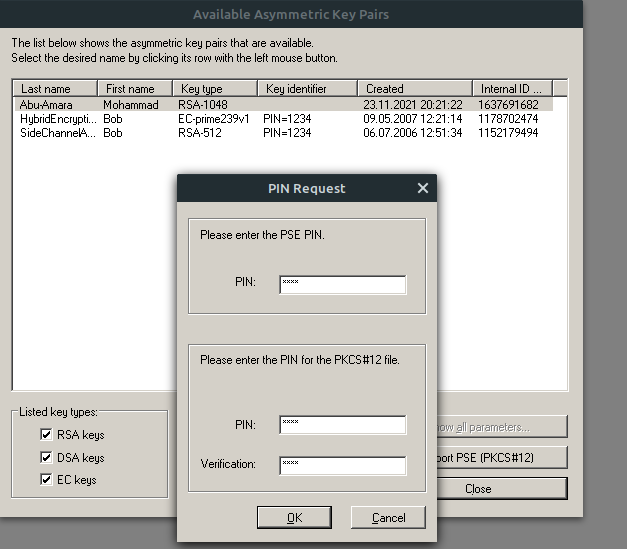 Available Asymmetric Key Pairs
The list below shows the asymmetric key pairs that are available.
Select the desired name by clicking its row with the left mouse button.
Last name First name Key type Key identifier Created Internal ID ...
Abu-Amara Mohammad RSA-1048 23.11.2021 20:21:22 1637691682
HybridEncrypti... Bob EC-prime239v1 PIN=1234 09.05.2007 12:21:14 1178702474
SideChannelA... Bob RSA-512 PIN=1234 06.07.2006 12:51:34 1152179494
PIN Request
Please enter the PSE PIN.
PIN: ****
Please enter the PIN for the PKCS#12 file.
PIN: ****
Verification: ****
OK Cancel
Listed key types:
RSA keys
DSA keys
EC keys
ow all parameters...
port PSE (PKCS#12)
Close